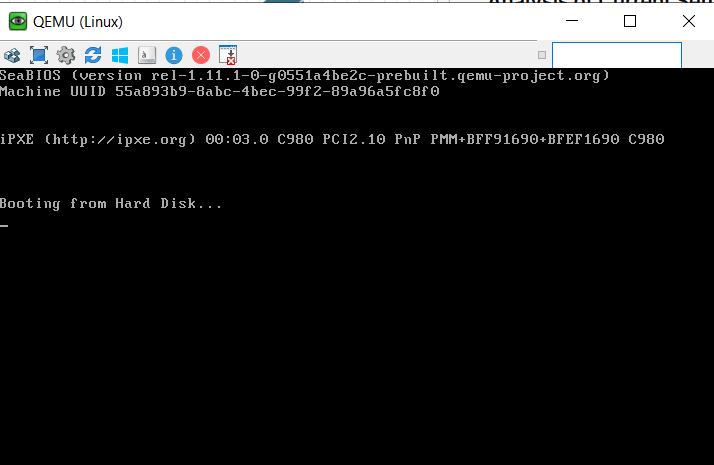 QEMU (Linux)
SeaBIOS (version rel-1.11.1-0-g0551a4be2c-prebuilt.qemu-project.org)
Machine UUID 55a893b9-8abc-4bec-99f2-89a96a5fc8f0
iPXE (http://ipxe.org) 00:03.0 C980 PCI2.10 PnP PMM+BFF91690+BFEF1690 C980
Booting from Hard Disk...
_